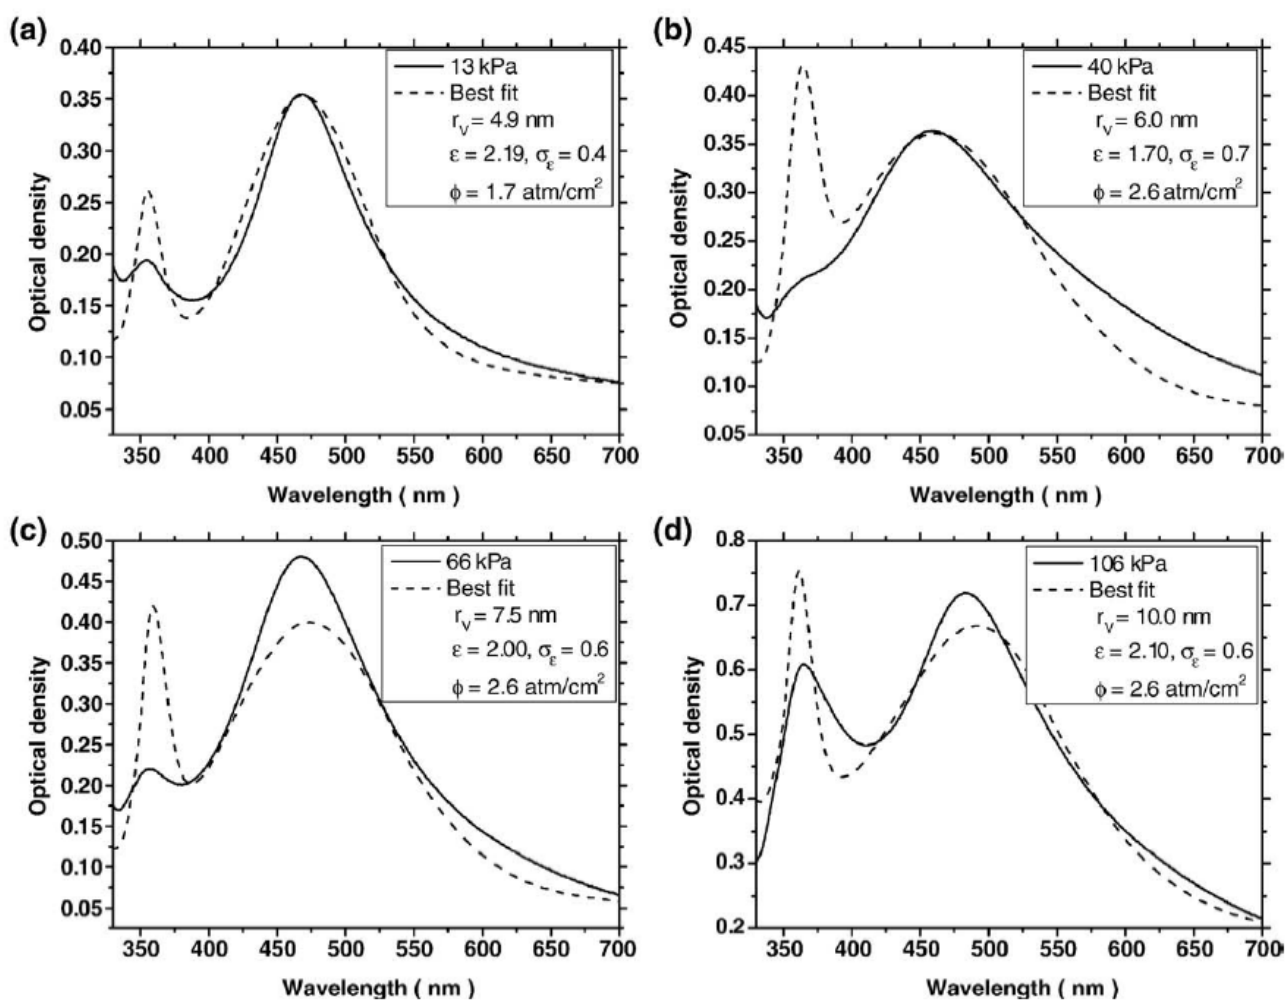 (a)
0.40
0.35
0.30
0.25
0.20
0.15
0.10
0.05
Optical density
13 kPa
Best fit
r_v = 4.9 nm
ε = 2.19, σ_ε = 0.4
ϕ = 1.7 atm/cm²
350 400 450 500 550 600 650 700
Wavelength ( nm )
(b)
0.45
0.40
0.35
0.30
0.25
0.20
0.15
0.10
0.05
Optical density
40 kPa
Best fit
r_v = 6.0 nm
ε = 1.70, σ_ε = 0.7
ϕ = 2.6 atm/cm²
350 400 450 500 550 600 650 700
Wavelength ( nm )
(c)
0.50
0.45
0.40
0.35
0.30
0.25
0.20
0.15
0.10
0.05
Optical density
66 kPa
Best fit
r_v = 7.5 nm
ε = 2.00, σ_ε = 0.6
ϕ = 2.6 atm/cm²
350 400 450 500 550 600 650 700
Wavelength ( nm )
(d)
0.8
0.7
0.6
0.5
0.4
0.3
0.2
Optical density
106 kPa
Best fit
r_v = 10.0 nm
ε = 2.10, σ_ε = 0.6
ϕ = 2.6 atm/cm²
350 400 450 500 550 600 650 700
Wavelength ( nm )